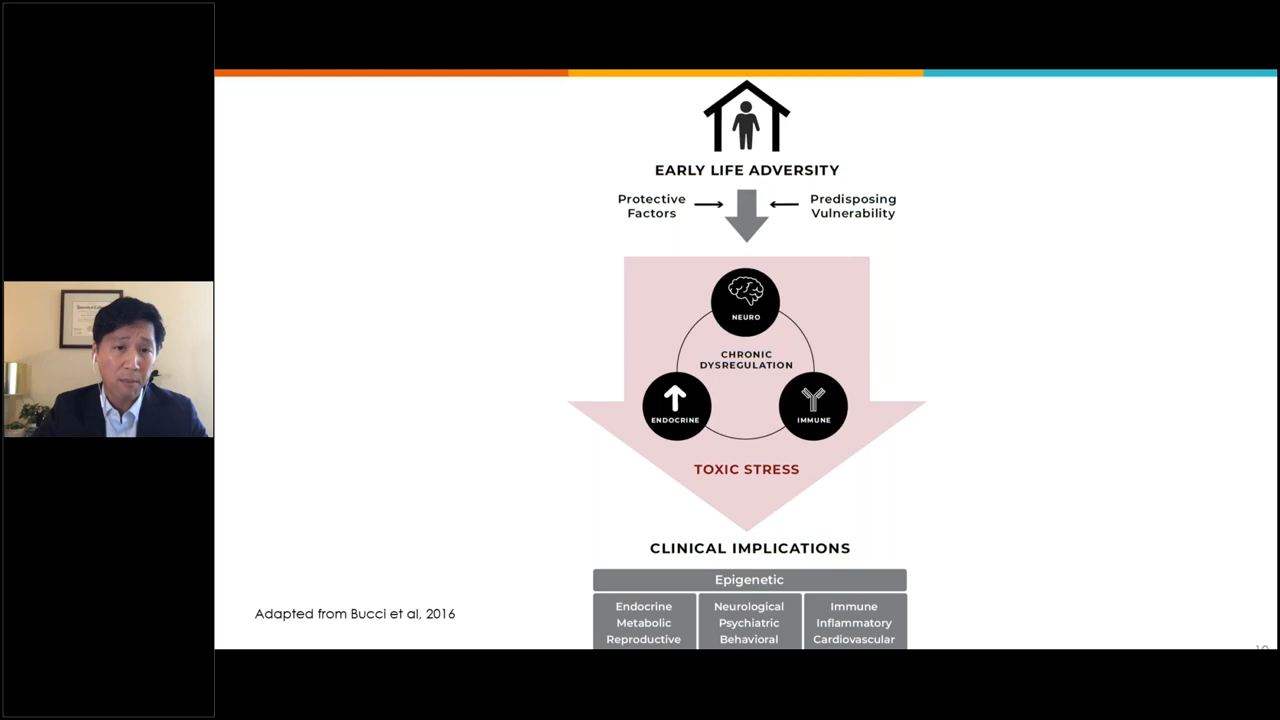 EARLY LIFE ADVERSITY
Protective
Factors
Predisposing
Vulnerability
NEURO
CHRONIC
DYSREGULATION
ENDOCRINE
IMMUNE
TOXIC STRESS
CLINICAL IMPLICATIONS
Epigenetic
Endocrine
Metabolic
Reproductive
Neurological
Psychiatric
Behavioral
Immune
Inflammatory
Cardiovascular
Adapted from Bucci et al, 2016